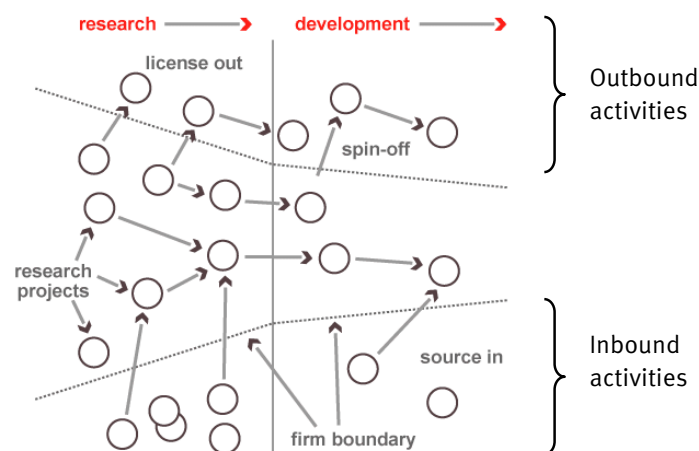 research
development
license out
Outbound
activities
spin-off
research
projects
source in
Inbound
activities
firm boundary